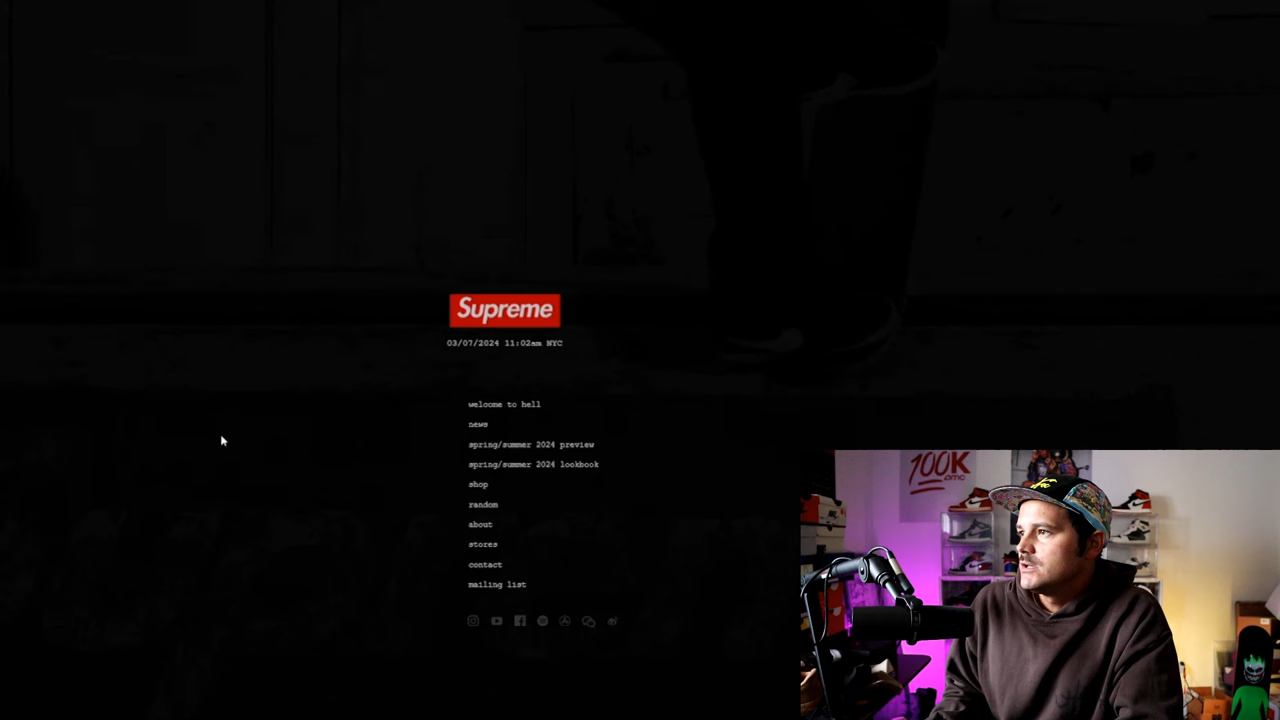 Supreme
03/07/2024 11:02am NYC
welcome to hell
news
spring/summer 2024 preview
spring/summer 2024 lookbook
shop
random
about
stores
contact
mailing list
100K